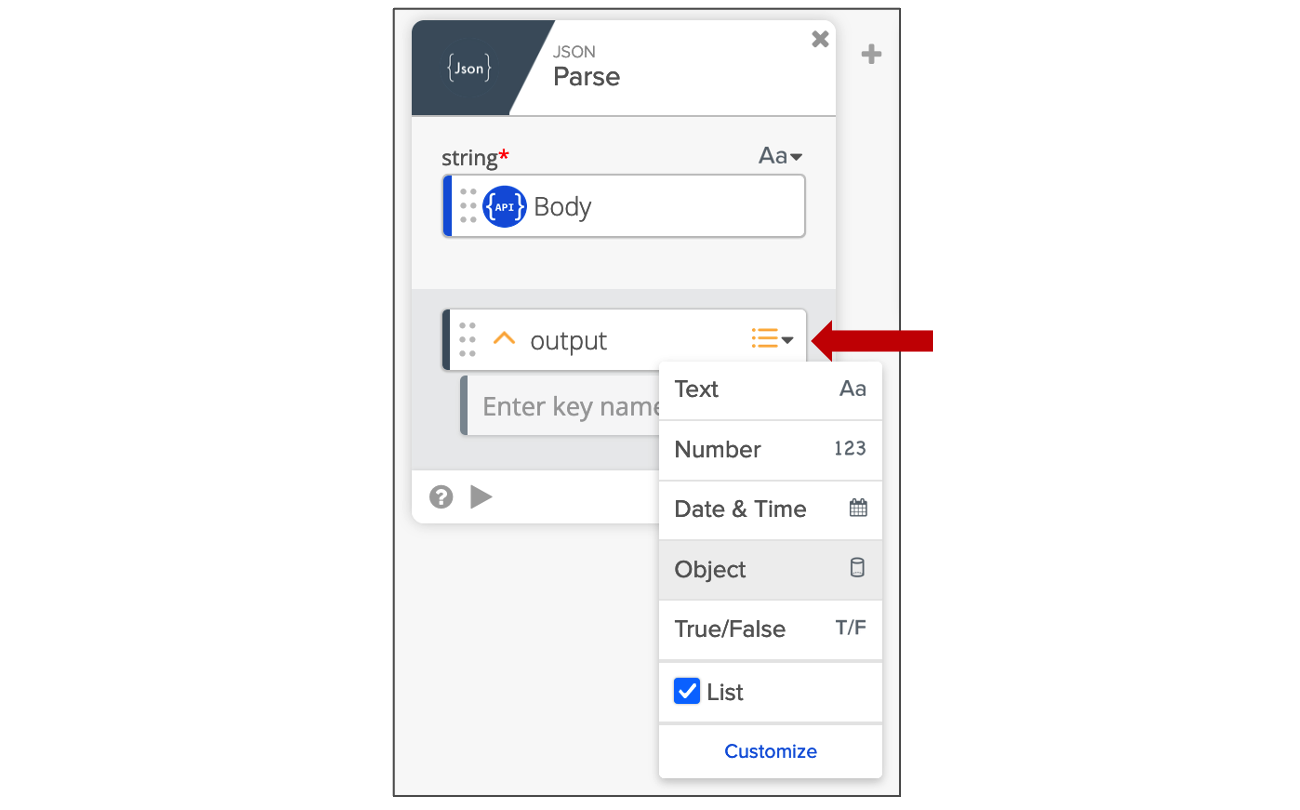 {Json}
JSON
Parse
string*
Aa
{API}
Body
output
Enter key name
Text
Aa
Number
123
Date & Time
Object
True/False
T/F
List
Customize